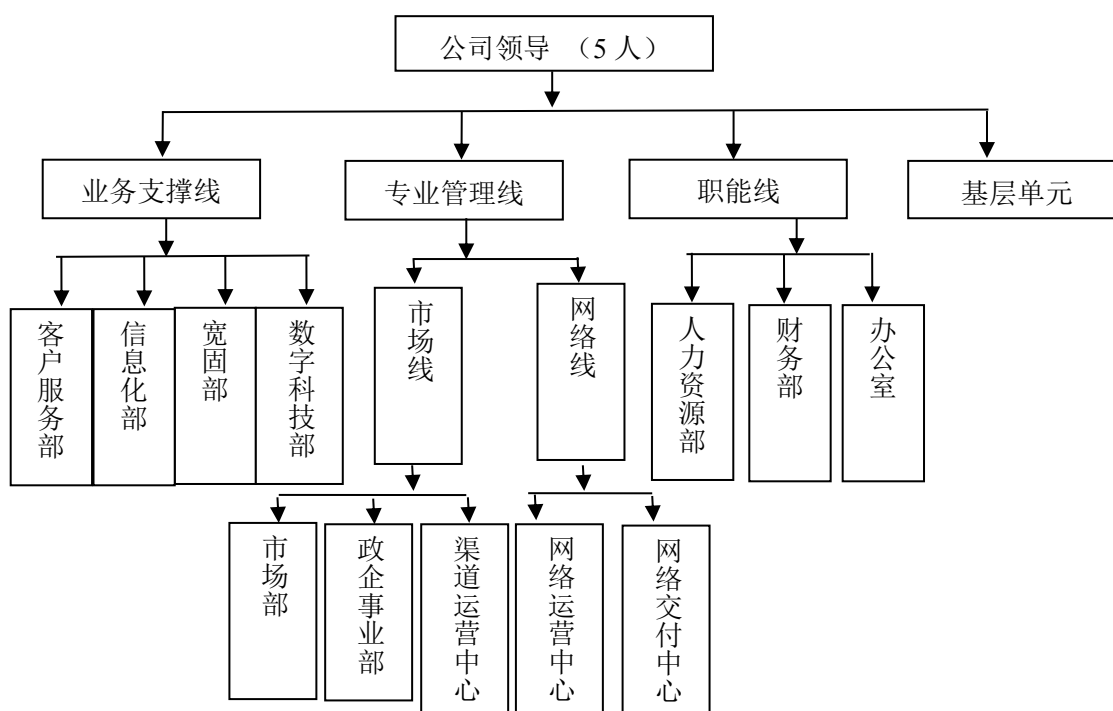 公司领导 （5 人）
业务支撑线
专业管理线
职能线
基层单元
客户服务部
信息化部
宽固部
数字科技部
市场线
网络线
人力资源部
财务部
办公室
市场部
政企事业部
渠道运营中心
网络运营中心
网络交付中心